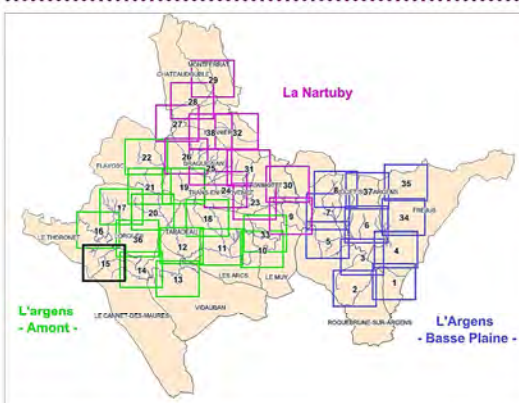 MONTFERRAT
CHATEAUDOUBLE
29
La Nartuby
28
27
38
32
22
26
25
31
FLAYOSC
DRAGUIGNAN
35
21
19
30
37
24
TRANS-EN-PROVENCE
17
20
23
7
34
FREJUS
18
9
6
16
LE THORONET
36
33
5
4
LORGUES
TARADEAU
12
11
10
3
15
14
13
LES ARCS
LE MUY
2
1
L'argens
- Amont -
VIDAUBAN
LE CANNET-DES-MAURES
ROQUEBRUNE-SUR-ARGENS
L'Argens
- Basse Plaine -